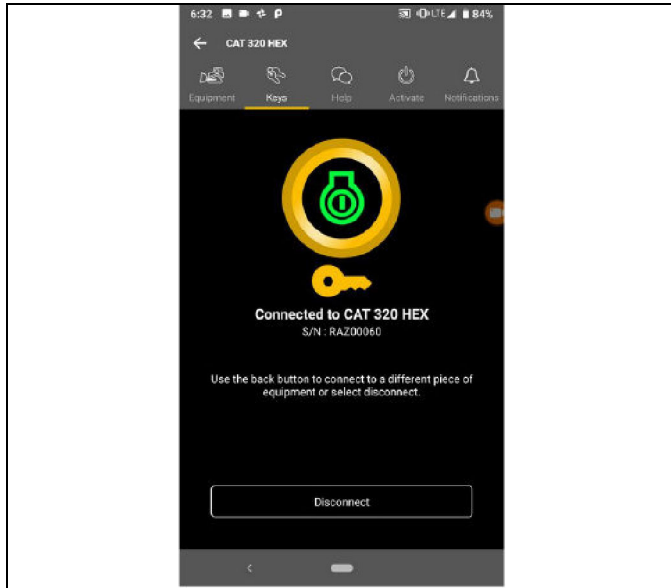 6:32 LTE 84%
CAT 320 HEX
Equipment Keys Help Activate Notifications
Connected to CAT 320 HEX
S/N : RAZ00060
Use the back button to connect to a different piece of
equipment or select disconnect.
Disconnect